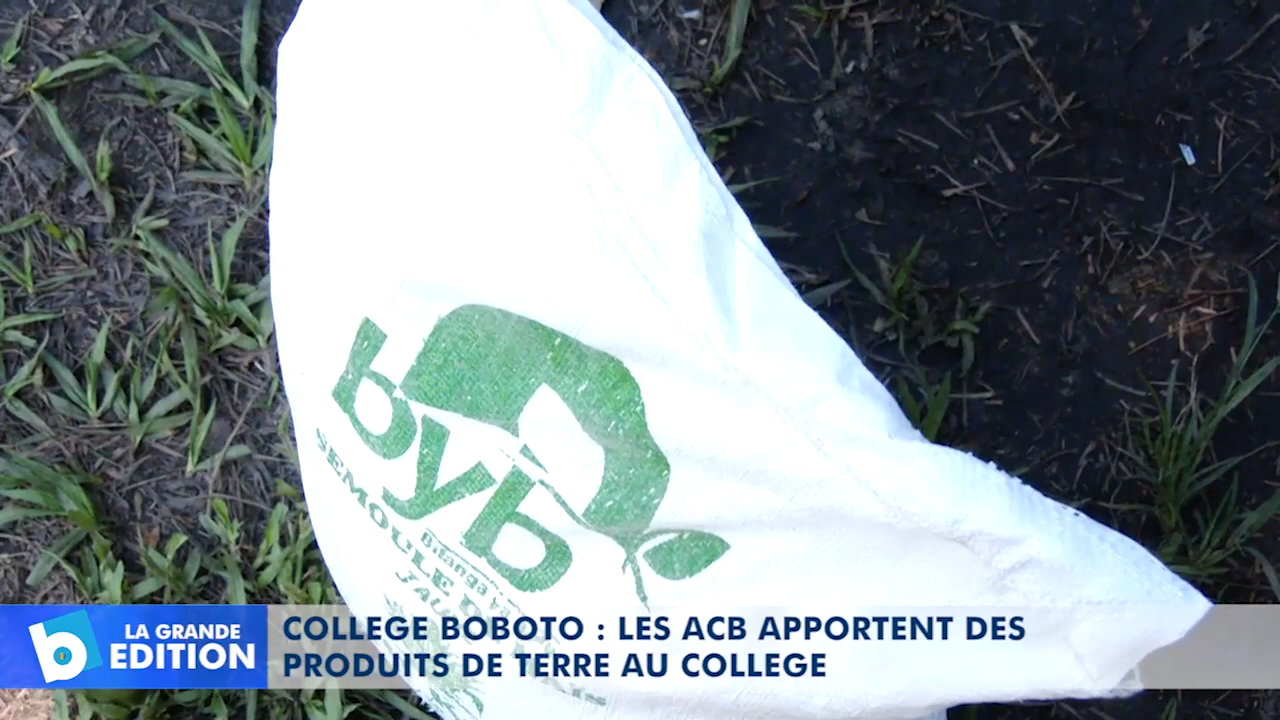 byb
SEMOULE D
LA GRANDE
EDITION
COLLEGE BOBOTO : LES ACB APPORTENT DES
PRODUITS DE TERRE AU COLLEGE